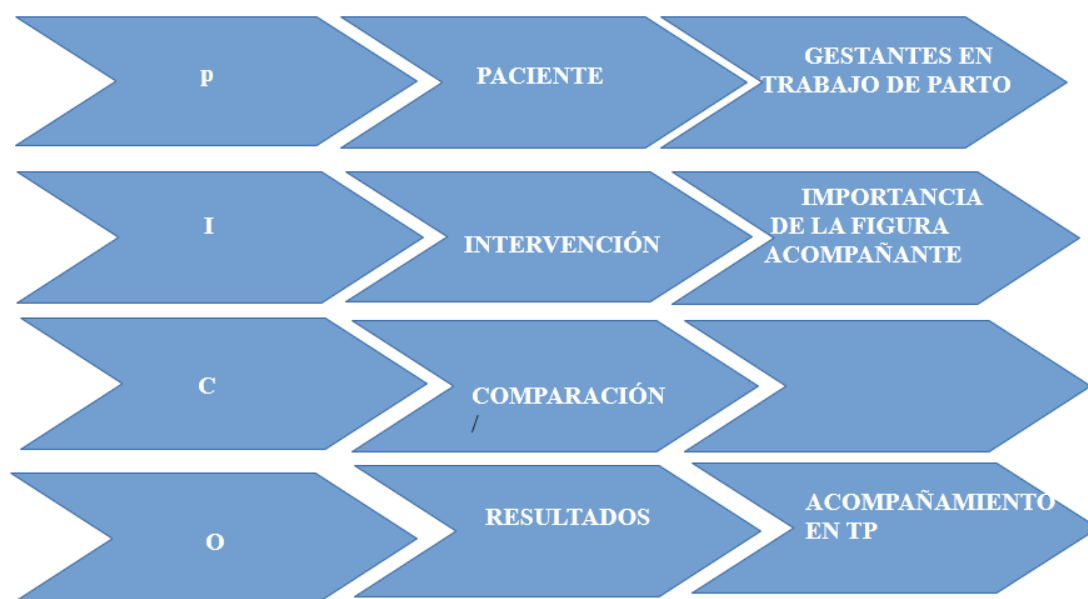 p
PACIENTE
GESTANTES EN
TRABAJO DE PARTO
I
INTERVENCIÓN
IMPORTANCIA
DE LA FIGURA
ACOMPAÑANTE
C
COMPARACIÓN
/
O
RESULTADOS
ACOMPAÑAMIENTO
EN TP